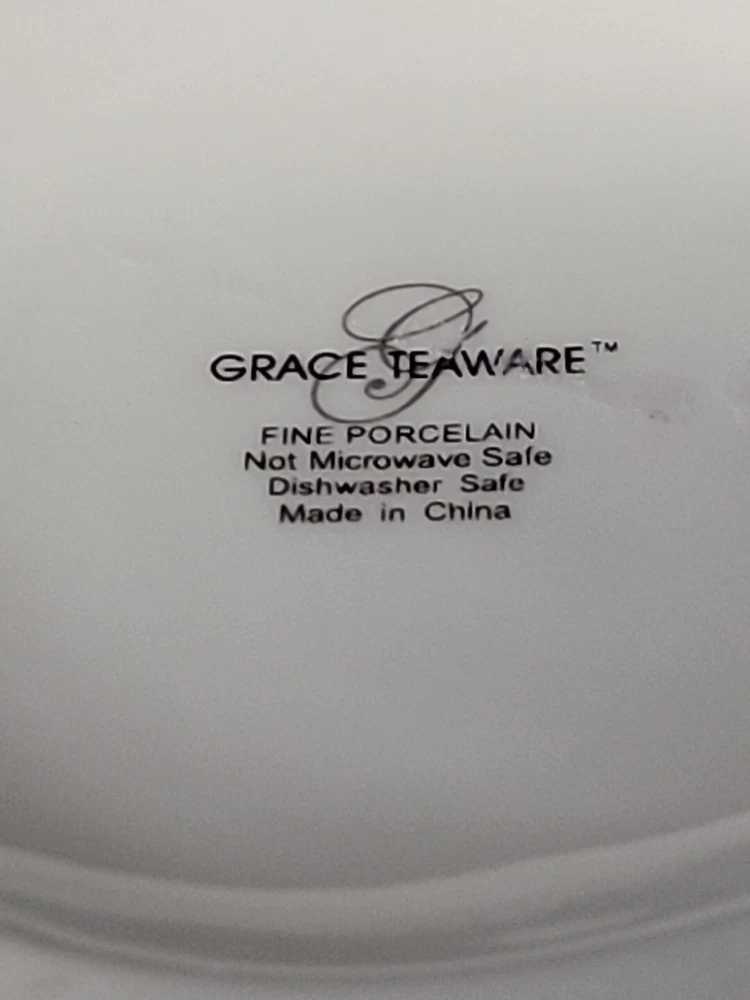 G
GRACE TEAWARE™
FINE PORCELAIN
Not Microwave Safe
Dishwasher Safe
Made in China